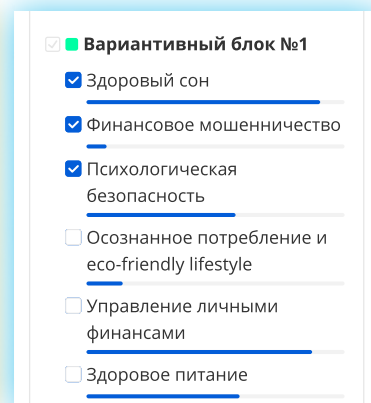 Вариантивный блок №1
Здоровый сон
Финансовое мошенничество
Психологическая
безопасность
Осознанное потребление и
eco-friendly lifestyle
Управление личными
финансами
Здоровое питание